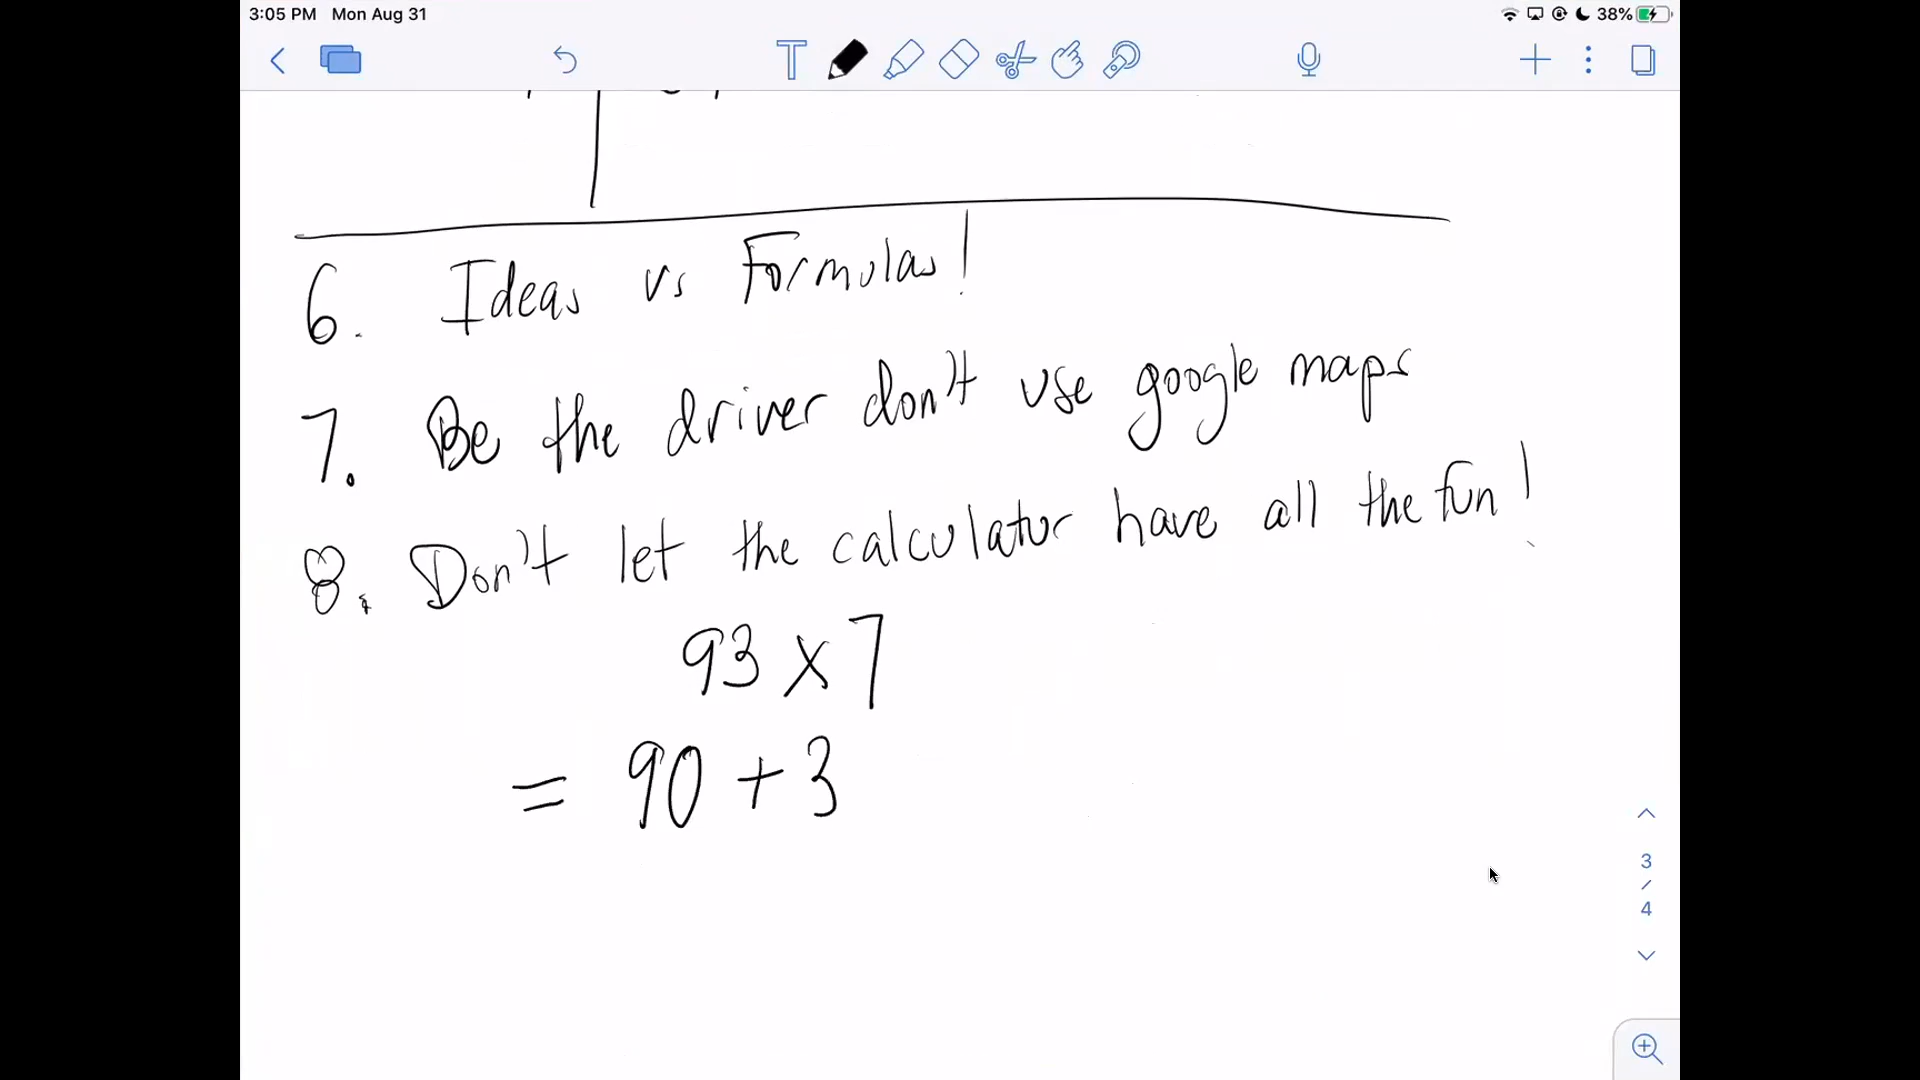 3:05 PM Mon Aug 31 38%
T
6. Ideas vs Formulas!
7. Be the driver don't use google maps
8. Don't let the calculator have all the fun!
93 x 7
= 90 + 3
3
/
4